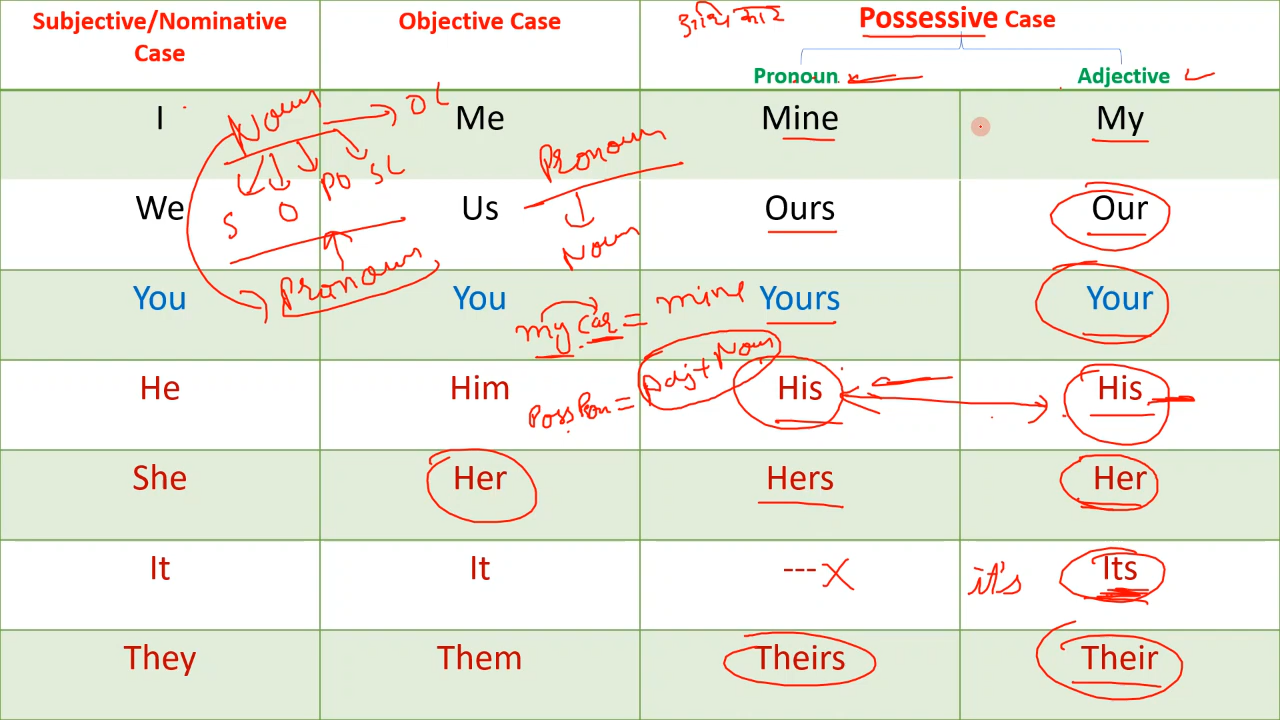 Subjective/Nominative
Case
Objective Case
Possessive Case
Pronoun
Adjective
I
Me
Mine
My
Noun
OC
S
O
PO
SC
Pronoun
Pronoun
Noun
We
Us
Ours
Our
You
You
Yours
Your
my car = mine
Poss Pron = Adj + Noun
He
Him
His
His
She
Her
Hers
Her
It
It
--- X
it's
Its
They
Them
Theirs
Their